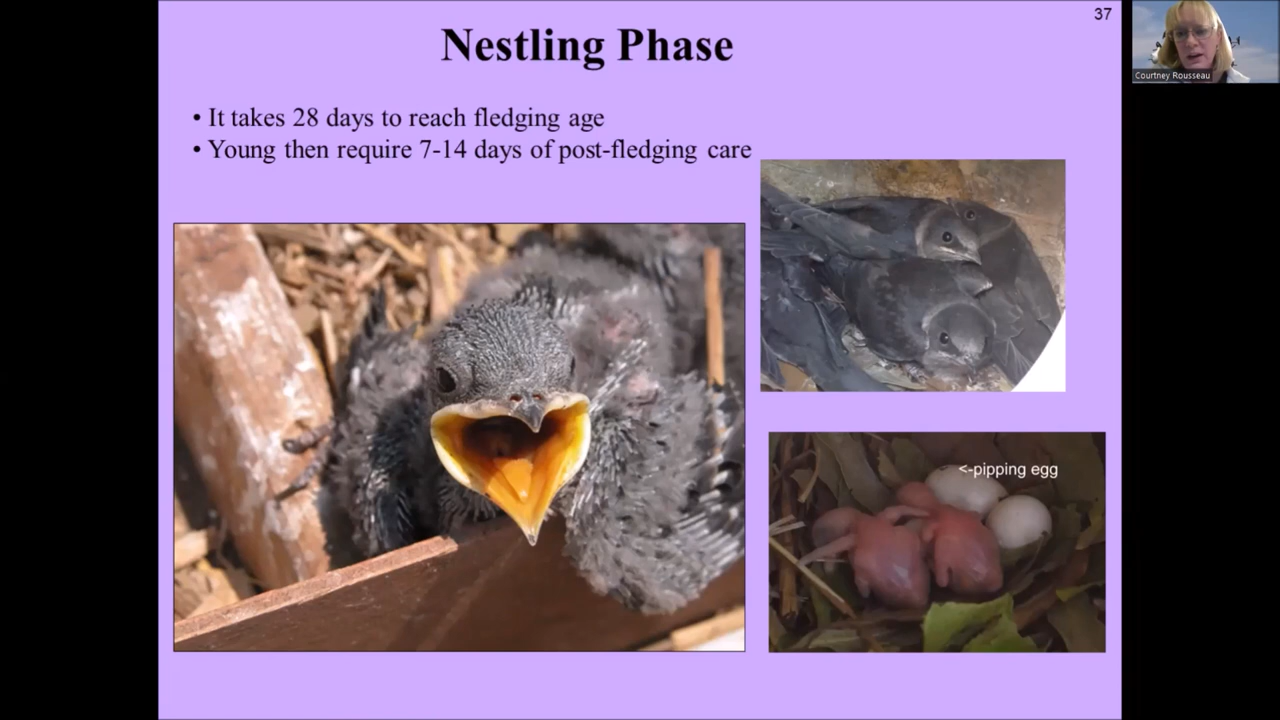 37
Nestling Phase
• It takes 28 days to reach fledging age
• Young then require 7-14 days of post-fledging care
<-pipping egg
Courtney Rousseau